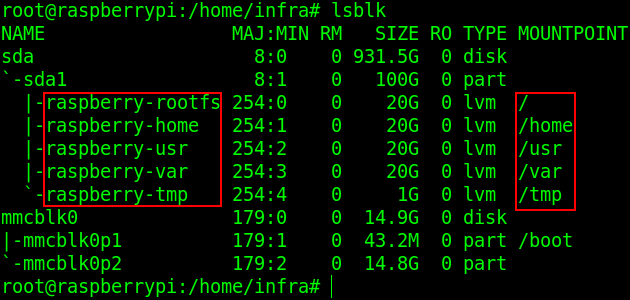 root@raspberrypi:/home/infra# lsblk
NAME                 MAJ:MIN RM   SIZE RO TYPE MOUNTPOINT
sda                    8:0    0 931.5G  0 disk
`-sda1                 8:1    0   100G  0 part
  |-raspberry-rootfs 254:0    0    20G  0 lvm  /
  |-raspberry-home   254:1    0    20G  0 lvm  /home
  |-raspberry-usr    254:2    0    20G  0 lvm  /usr
  |-raspberry-var    254:3    0    20G  0 lvm  /var
  `-raspberry-tmp    254:4    0     1G  0 lvm  /tmp
mmcblk0              179:0    0  14.9G  0 disk
|-mmcblk0p1          179:1    0  43.2M  0 part /boot
`-mmcblk0p2          179:2    0  14.8G  0 part
root@raspberrypi:/home/infra#